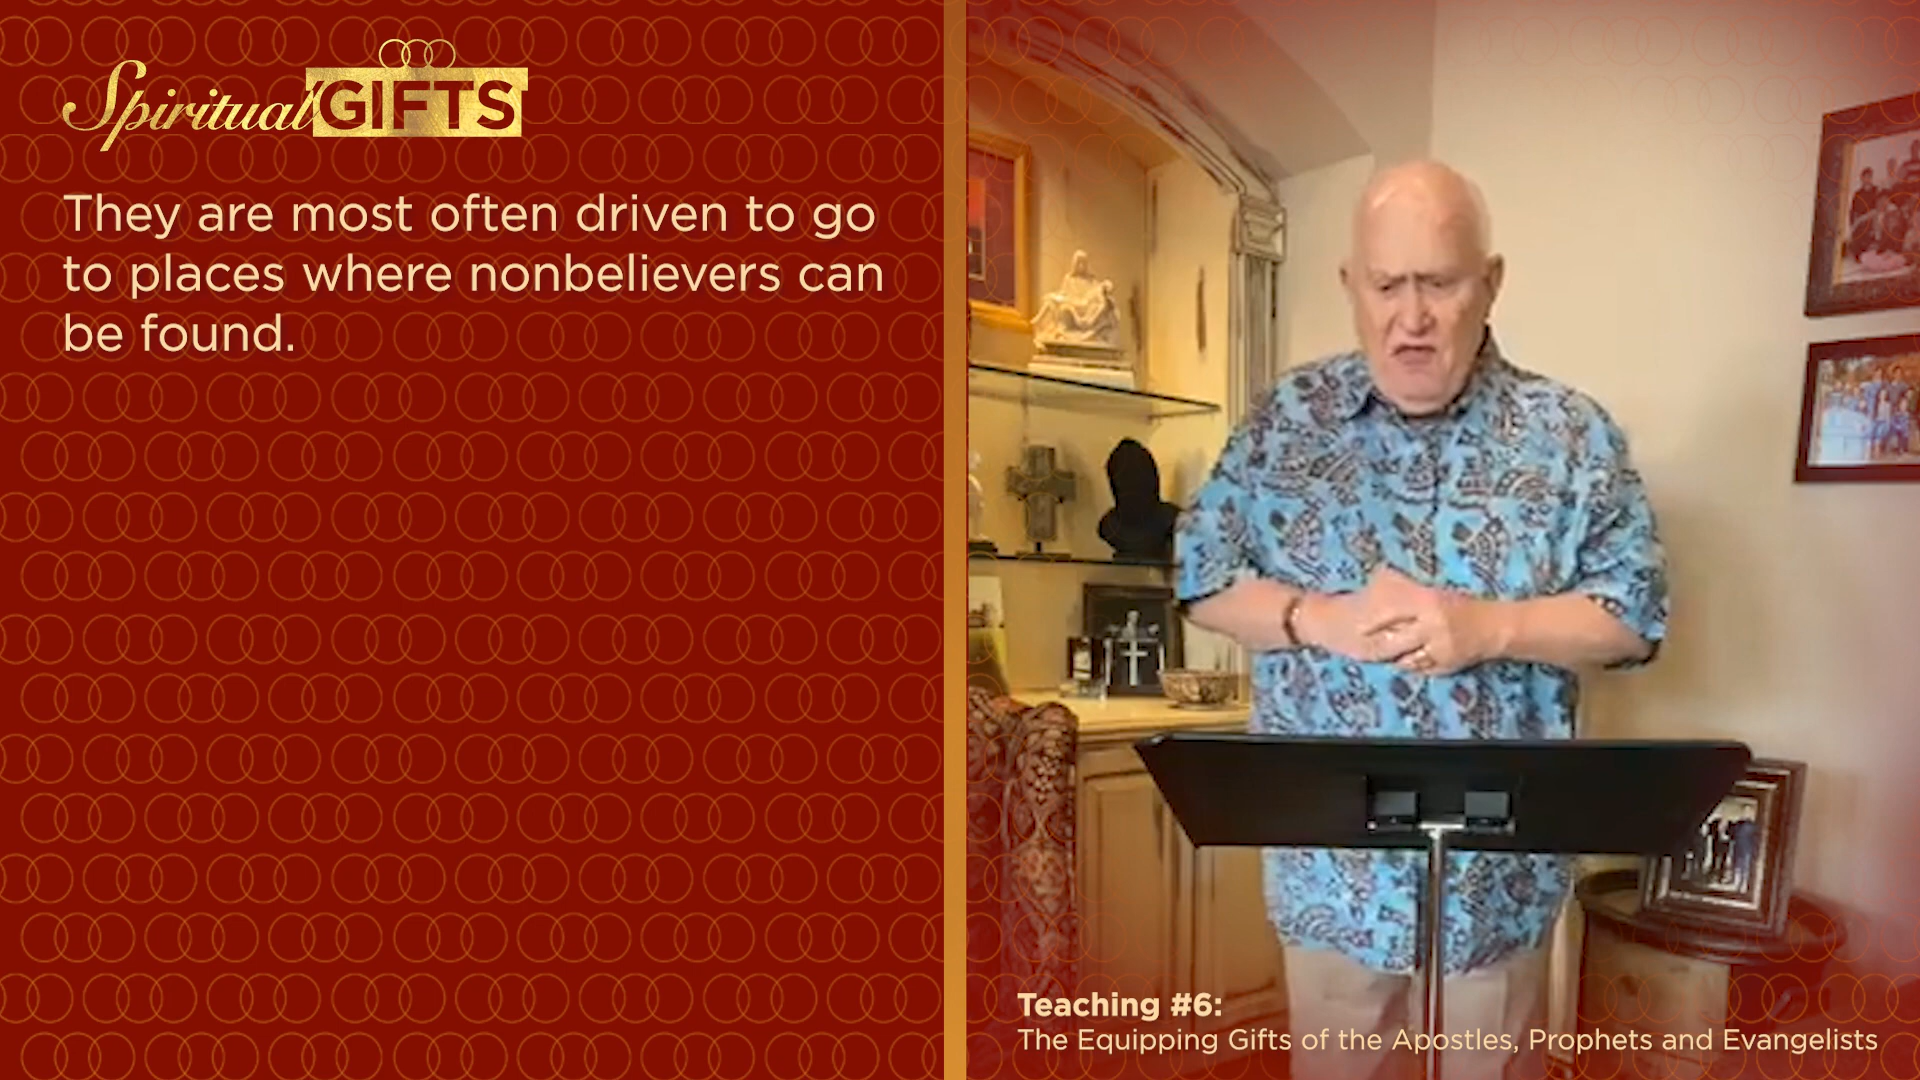 Spiritual GIFTS
They are most often driven to go
to places where nonbelievers can
be found.
Teaching #6:
The Equipping Gifts of the Apostles, Prophets and Evangelists